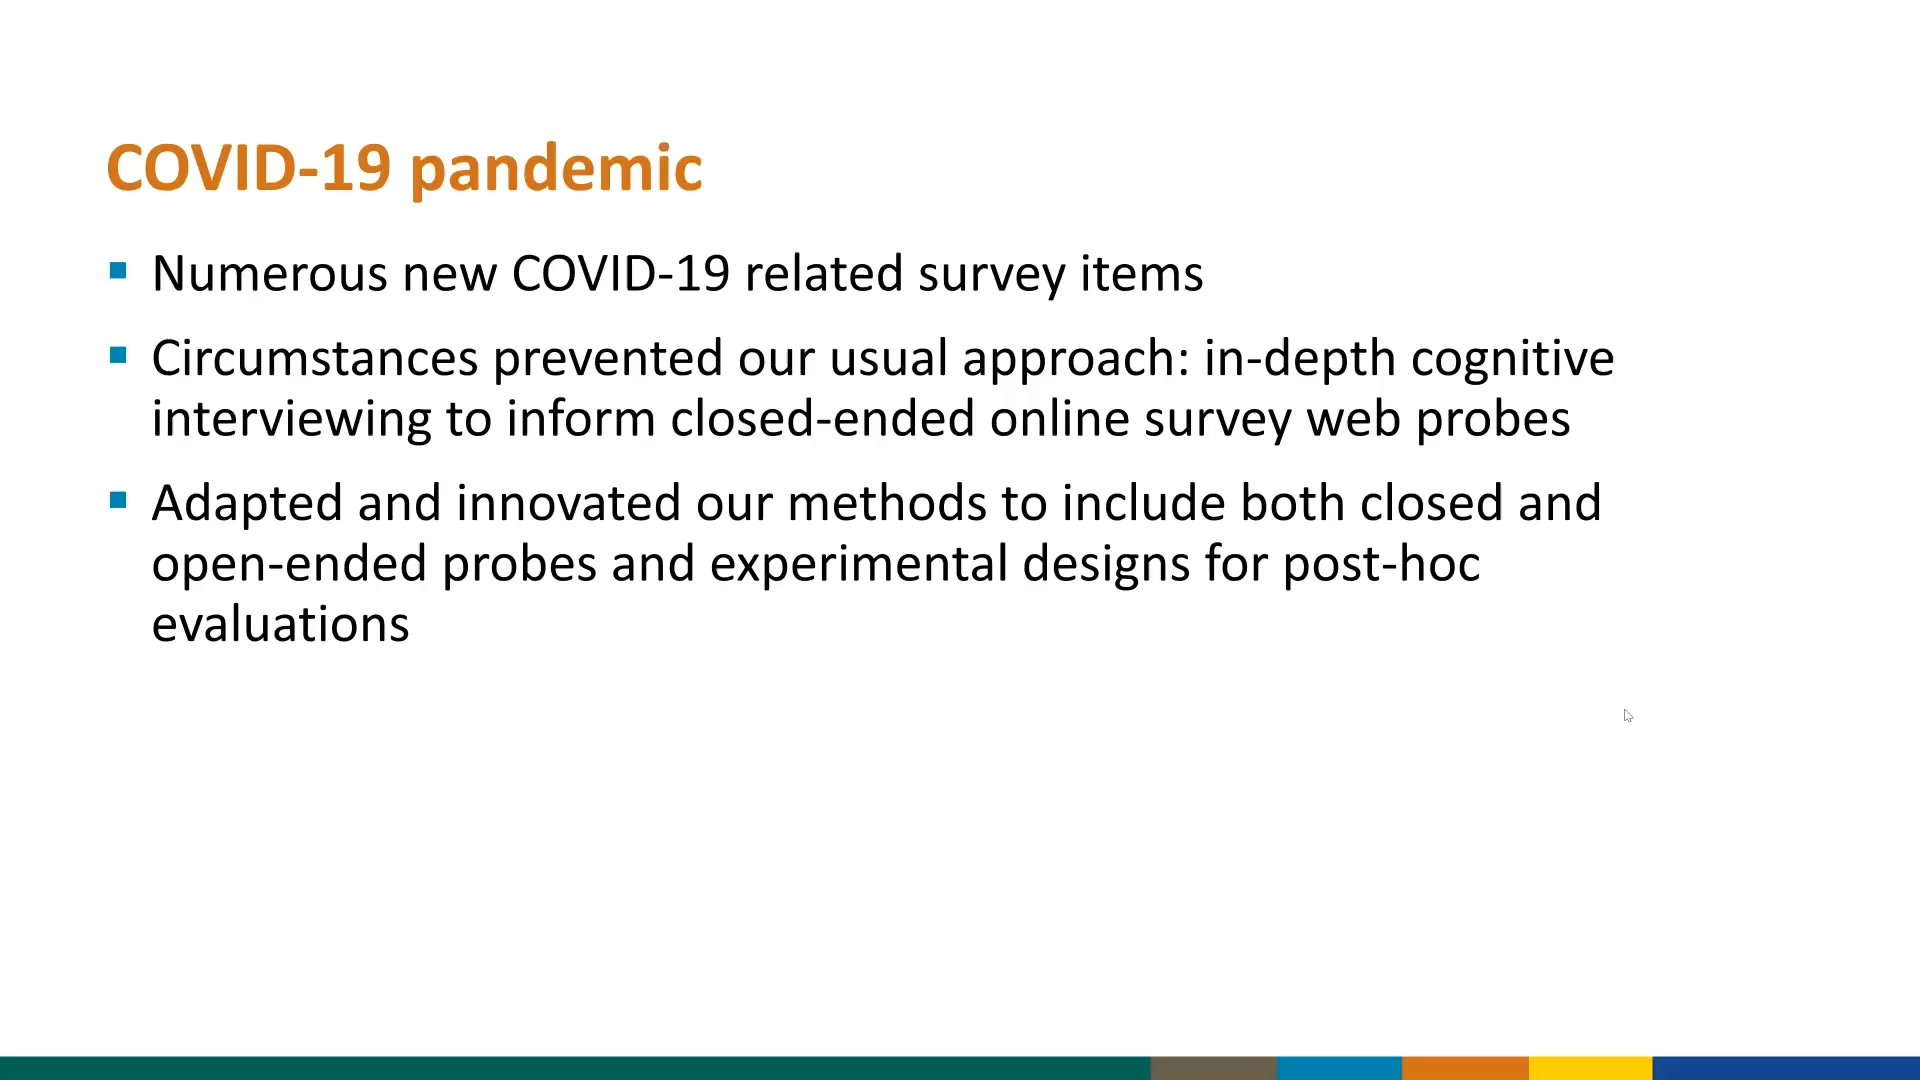 COVID-19 pandemic
▪ Numerous new COVID-19 related survey items
▪ Circumstances prevented our usual approach: in-depth cognitive
interviewing to inform closed-ended online survey web probes
▪ Adapted and innovated our methods to include both closed and
open-ended probes and experimental designs for post-hoc
evaluations